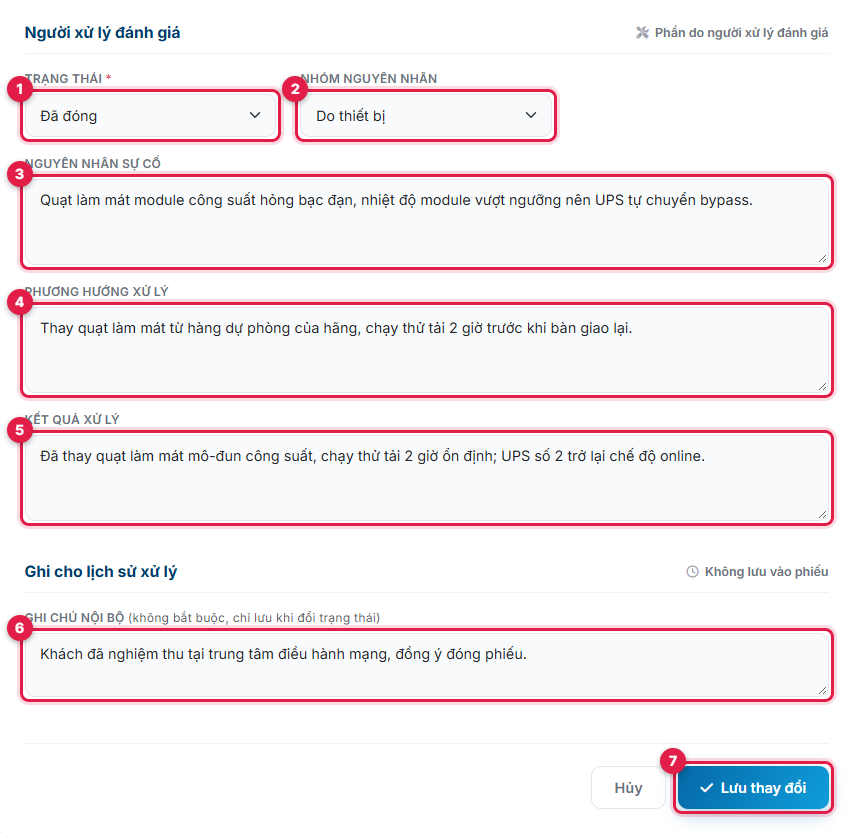 Người xử lý đánh giá
Phần do người xử lý đánh giá
TRẠNG THÁI *
NHÓM NGUYÊN NHÂN
1
Đã đóng
2
Do thiết bị
NGUYÊN NHÂN SỰ CỐ
3
Quạt làm mát module công suất hỏng bạc đạn, nhiệt độ module vượt ngưỡng nên UPS tự chuyển bypass.
PHƯƠNG HƯỚNG XỬ LÝ
4
Thay quạt làm mát từ hàng dự phòng của hãng, chạy thử tải 2 giờ trước khi bàn giao lại.
KẾT QUẢ XỬ LÝ
5
Đã thay quạt làm mát mô-đun công suất, chạy thử tải 2 giờ ổn định; UPS số 2 trở lại chế độ online.
Ghi cho lịch sử xử lý
Không lưu vào phiếu
GHI CHÚ NỘI BỘ (không bắt buộc, chỉ lưu khi đổi trạng thái)
6
Khách đã nghiệm thu tại trung tâm điều hành mạng, đồng ý đóng phiếu.
7
Hủy
Lưu thay đổi